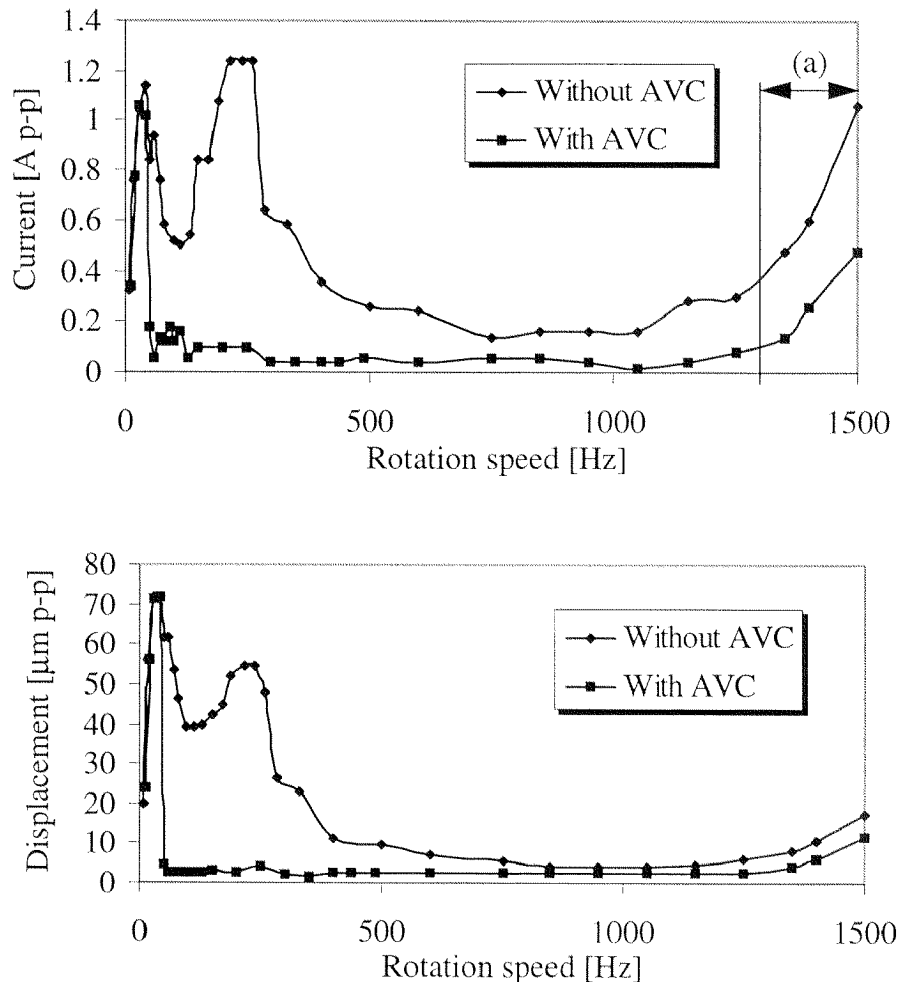 1.4
1.2
1
0.8
0.6
0.4
0.2
0
Current [A p-p]
Without AVC
With AVC
(a)
0 500 1000 1500
Rotation speed [Hz]
80
70
60
50
40
30
20
10
0
Displacement [µm p-p]
Without AVC
With AVC
0 500 1000 1500
Rotation speed [Hz]